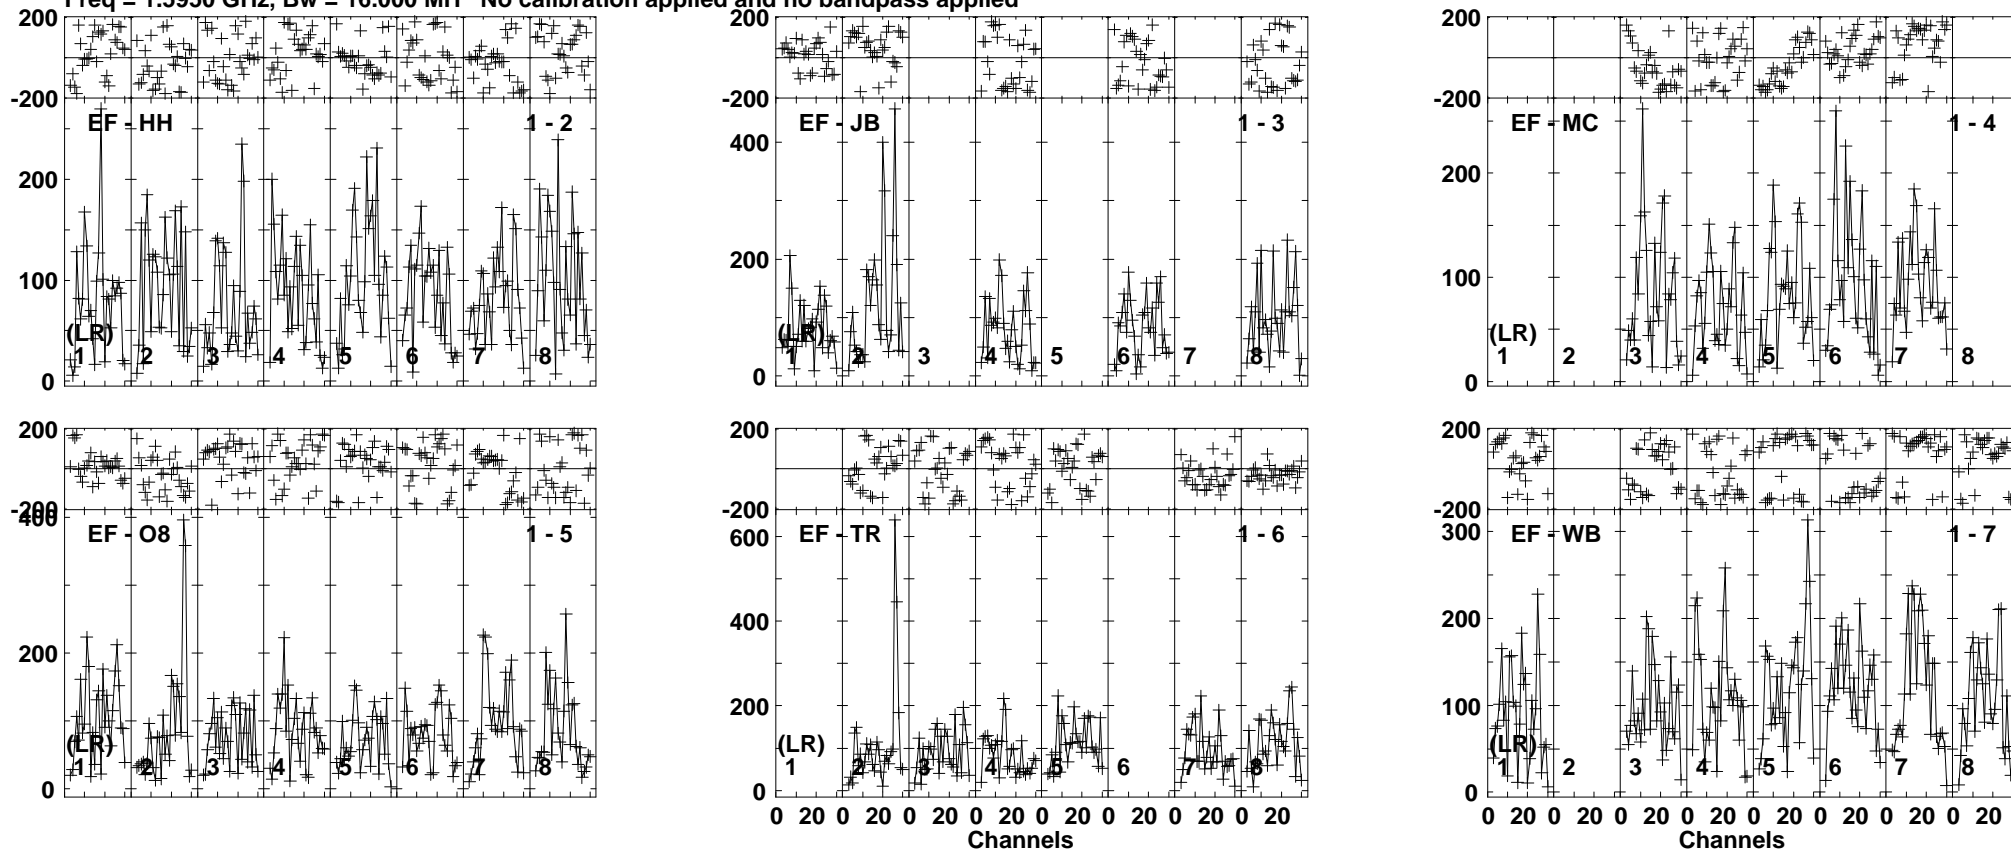 Freq = 1.5950 GHz, Bw = 16.000 MH No calibration applied and no bandpass applied
200 200 200
-200 -200 -200
EF - HH 1 - 2 EF - JB 1 - 3 EF - MC 1 - 4
400
200 200
200
100 100
(LR) (LR) (LR)
1 2 3 4 5 6 7 8 1 2 3 4 5 6 7 8 1 2 3 4 5 6 7 8
0 0 0
200 200 200
-200 -200 -200
400
EF - O8 1 - 5 EF - TR 1 - 6 EF - WB 1 - 7
600 300
400 200
200
200 100
(LR) (LR) (LR)
1 2 3 4 5 6 7 8 1 2 3 4 5 6 7 8 1 2 3 4 5 6 7 8
0 0 0
0 20 0 20 0 20 0 20 0 20 0 20 0 20 0 20 0 20 0 20 0 20 0 20 0 20 0 20 0 20 0 20
Channels Channels